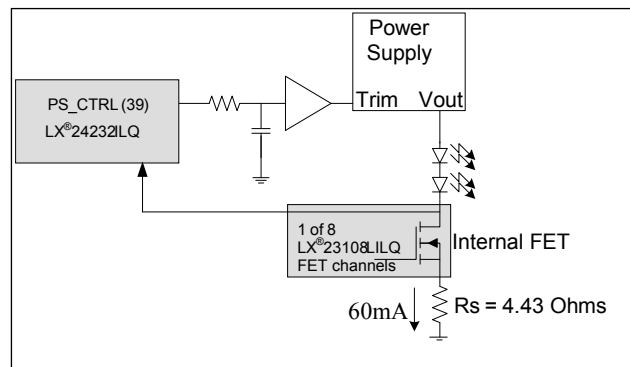 Power
Supply
PS_CTRL (39)
LX®24232ILQ
Trim
Vout
1 of 8
LX®23108LILQ
FET channels
Internal FET
60mA
Rs = 4.43 Ohms